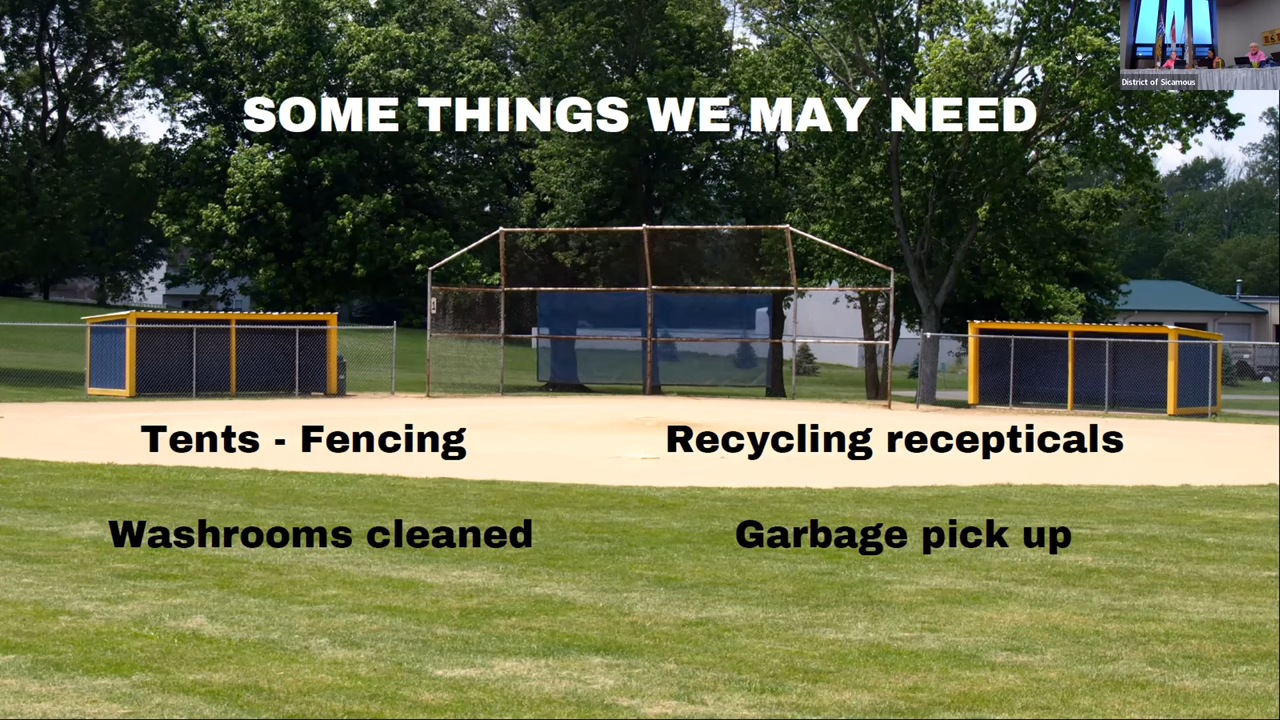 District of Sicamous
SOME THINGS WE MAY NEED
Tents - Fencing
Recycling recepticals
Washrooms cleaned
Garbage pick up